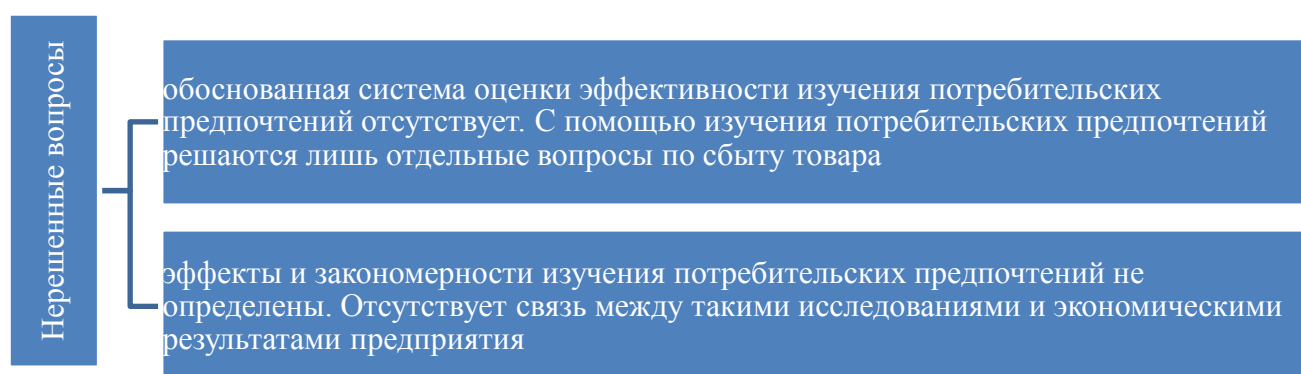 Нерешенные вопросы
обоснованная система оценки эффективности изучения потребительских
предпочтений отсутствует. С помощью изучения потребительских предпочтений
решаются лишь отдельные вопросы по сбыту товара
эффекты и закономерности изучения потребительских предпочтений не
определены. Отсутствует связь между такими исследованиями и экономическими
результатами предприятия